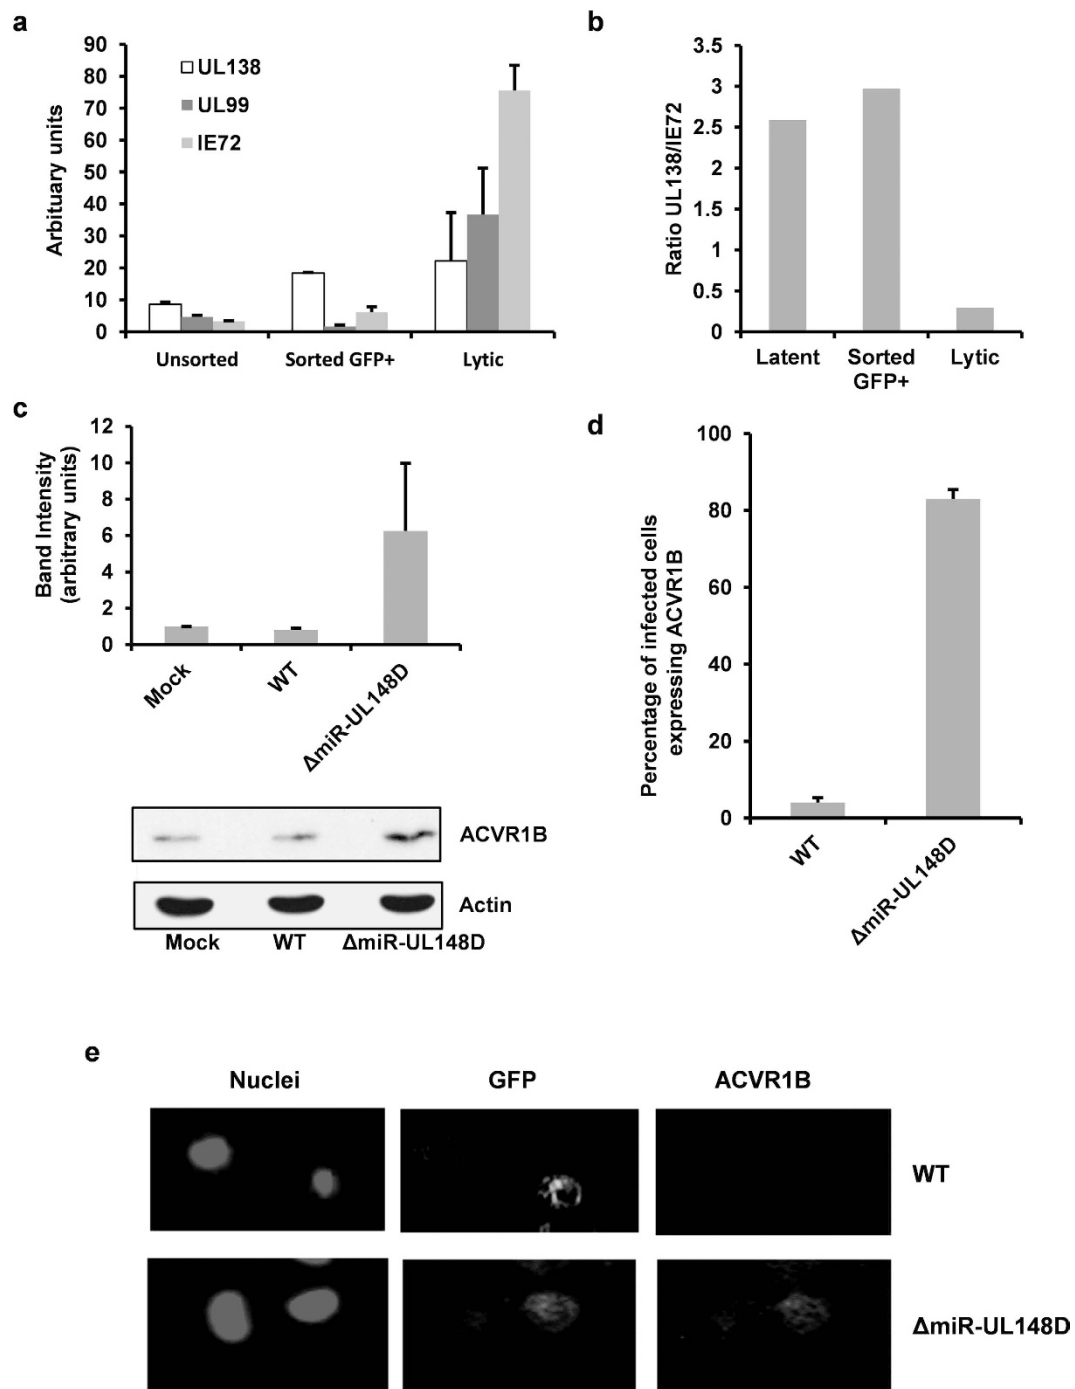 a
90
80
70
60
50
40
30
20
10
0
Arbituary units
UL138
UL99
IE72
Unsorted
Sorted GFP+
Lytic
b
3.5
3
2.5
2
1.5
1
0.5
0
Ratio UL138/IE72
Latent
Sorted
GFP+
Lytic
c
12
10
8
6
4
2
0
Band Intensity
(arbitrary units)
Mock
WT
ΔmiR-UL148D
ACVR1B
Actin
Mock WT ΔmiR-UL148D
d
100
80
60
40
20
0
Percentage of infected cells
expressing ACVR1B
WT
ΔmiR-UL148D
e
Nuclei GFP ACVR1B
WT
ΔmiR-UL148D